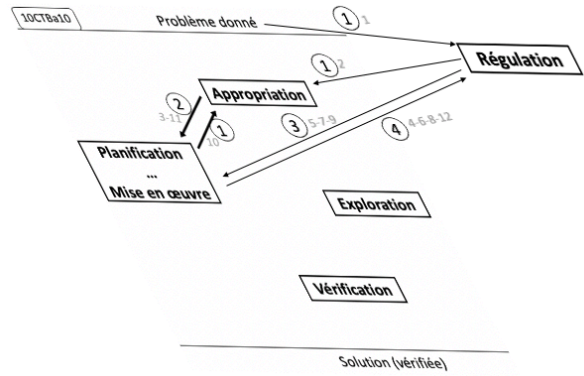 10CTBa10
Problème donné
1 1
Régulation
1 2
Appropriation
2
3-11
1
10
3 5-7-9
4 4-6-8-12
Planification
...
Mise en œuvre
Exploration
Vérification
Solution (vérifiée)